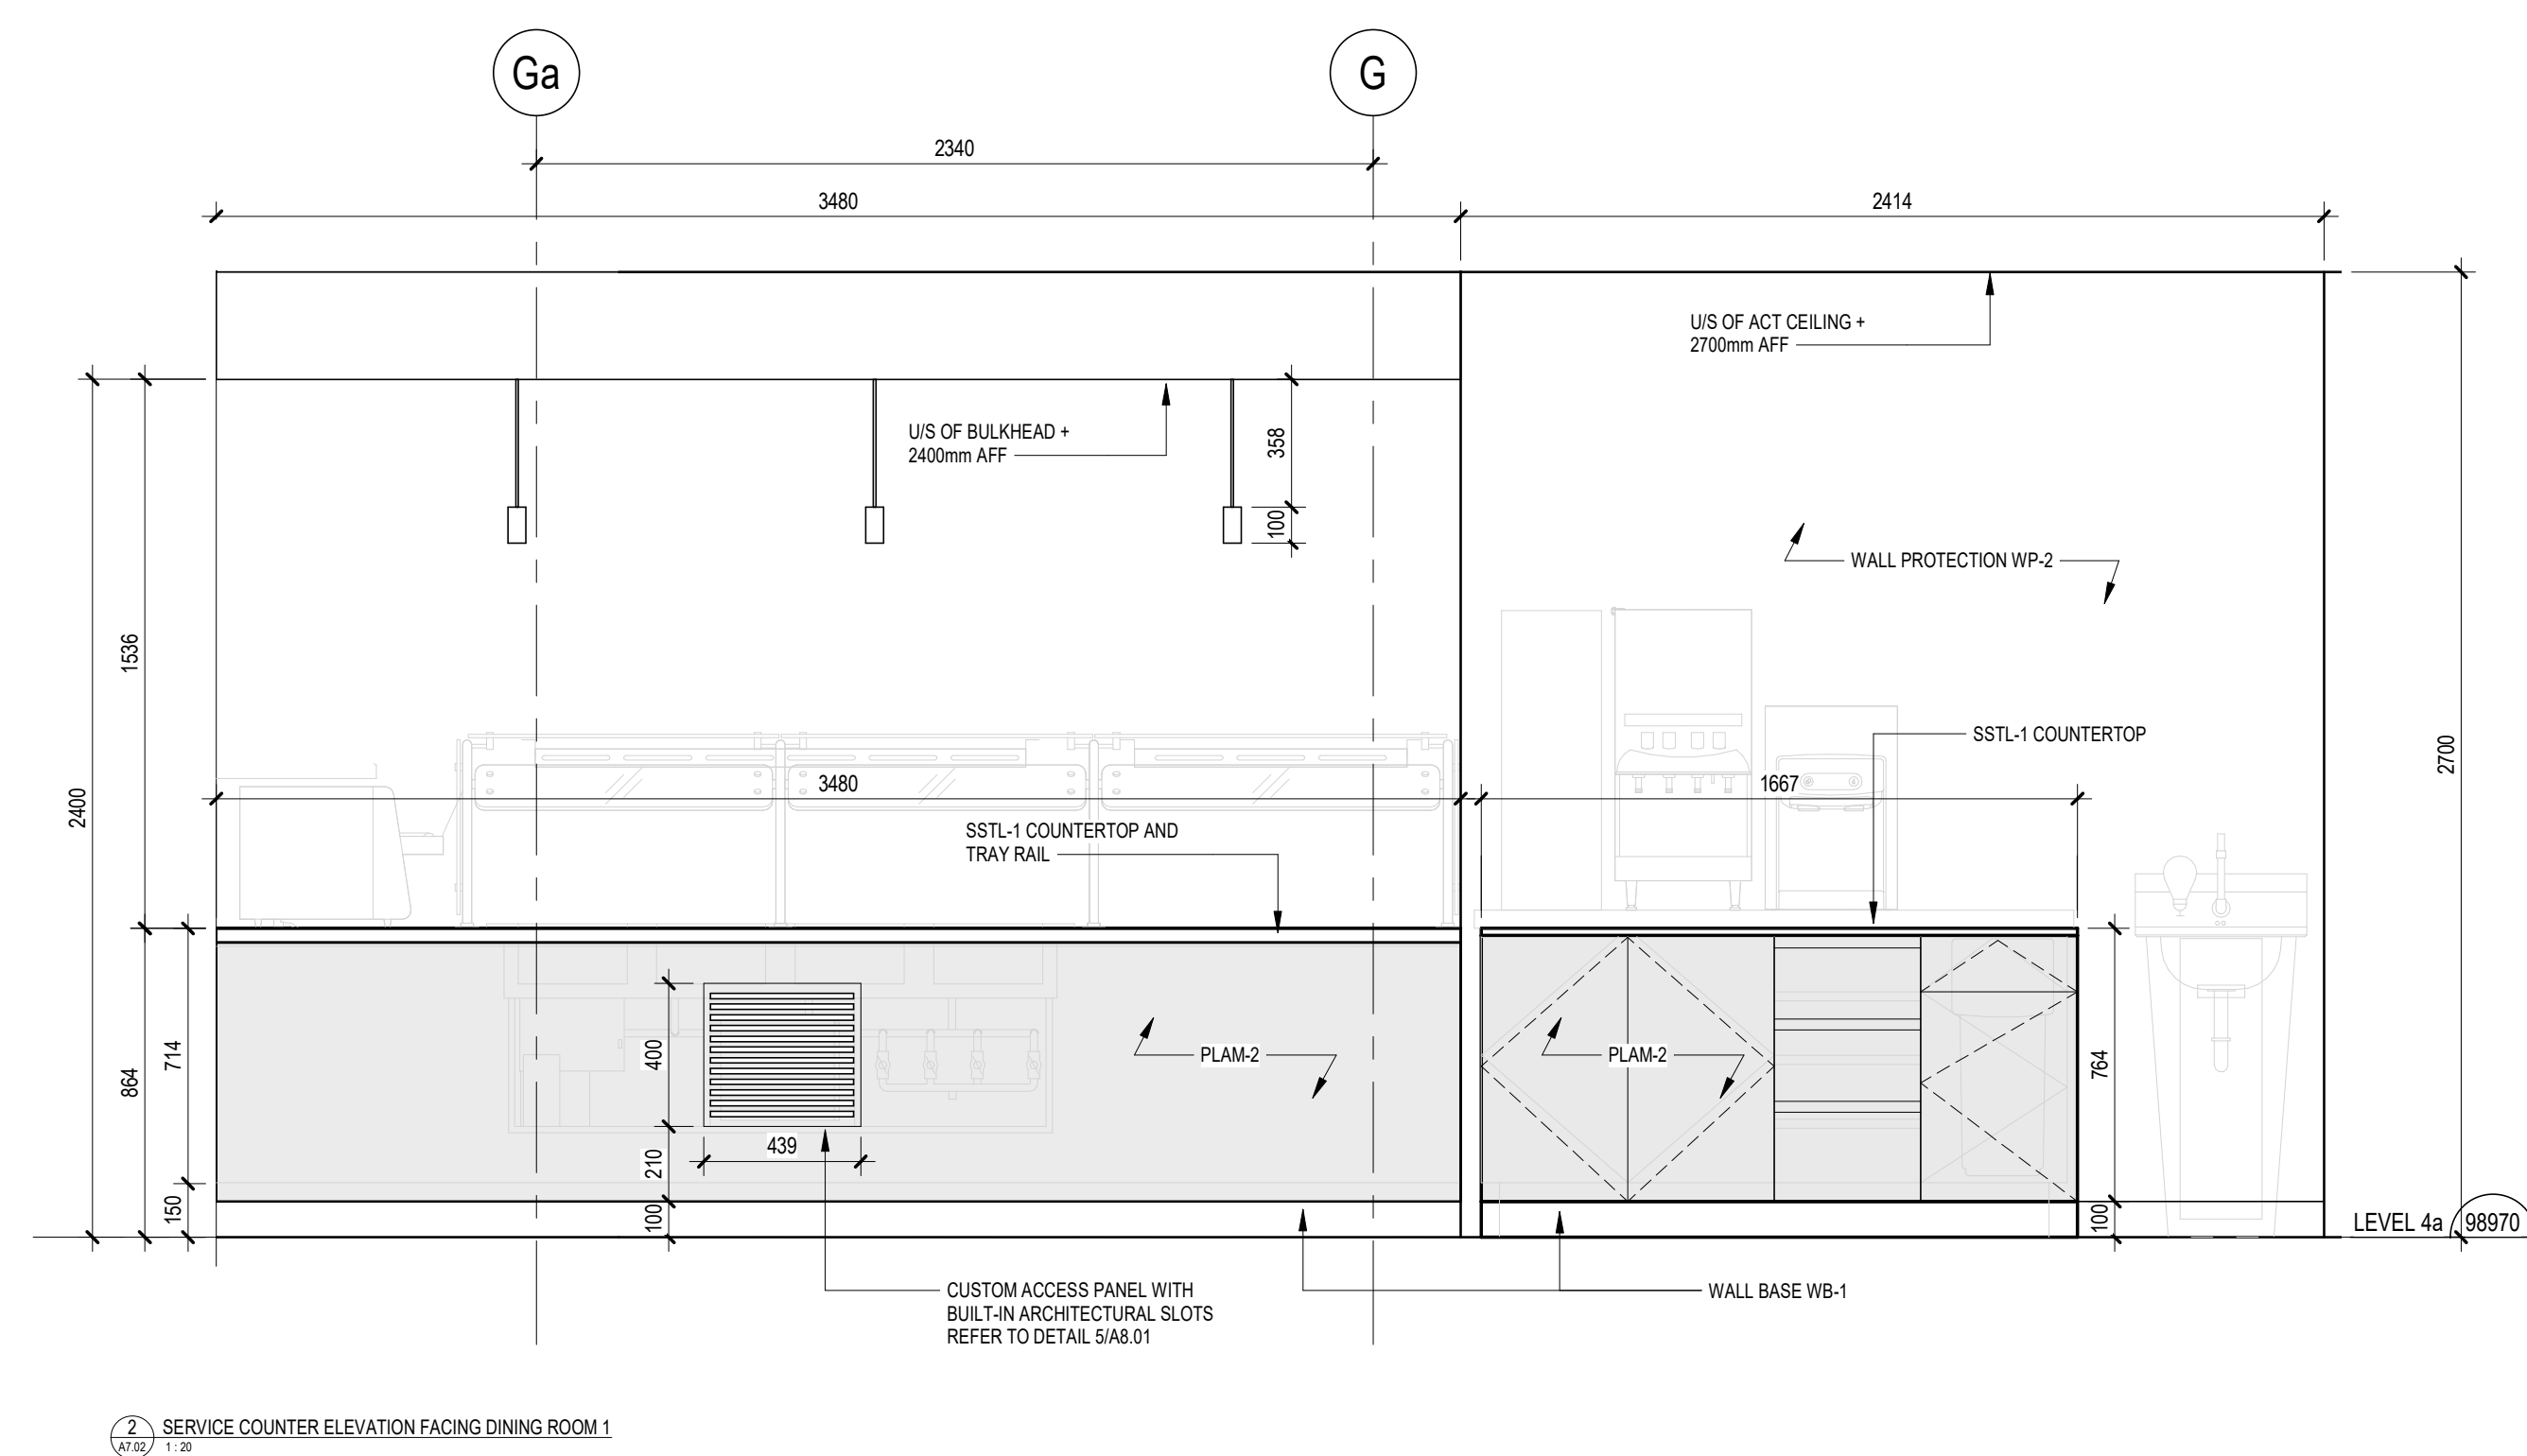 Ga
G
2340
3480
2414
U/S OF ACT CEILING +
2700mm AFF
U/S OF BULKHEAD +
2400mm AFF
358
100
WALL PROTECTION WP-2
1536
2400
2700
SSTL-1 COUNTERTOP
3480
1667
SSTL-1 COUNTERTOP AND
TRAY RAIL
864
714
150
400
210
100
439
PLAM-2
PLAM-2
764
100
LEVEL 4a
98970
CUSTOM ACCESS PANEL WITH
BUILT-IN ARCHITECTURAL SLOTS
REFER TO DETAIL 5/A8.01
WALL BASE WB-1
2
A7.02
SERVICE COUNTER ELEVATION FACING DINING ROOM 1
1 : 20